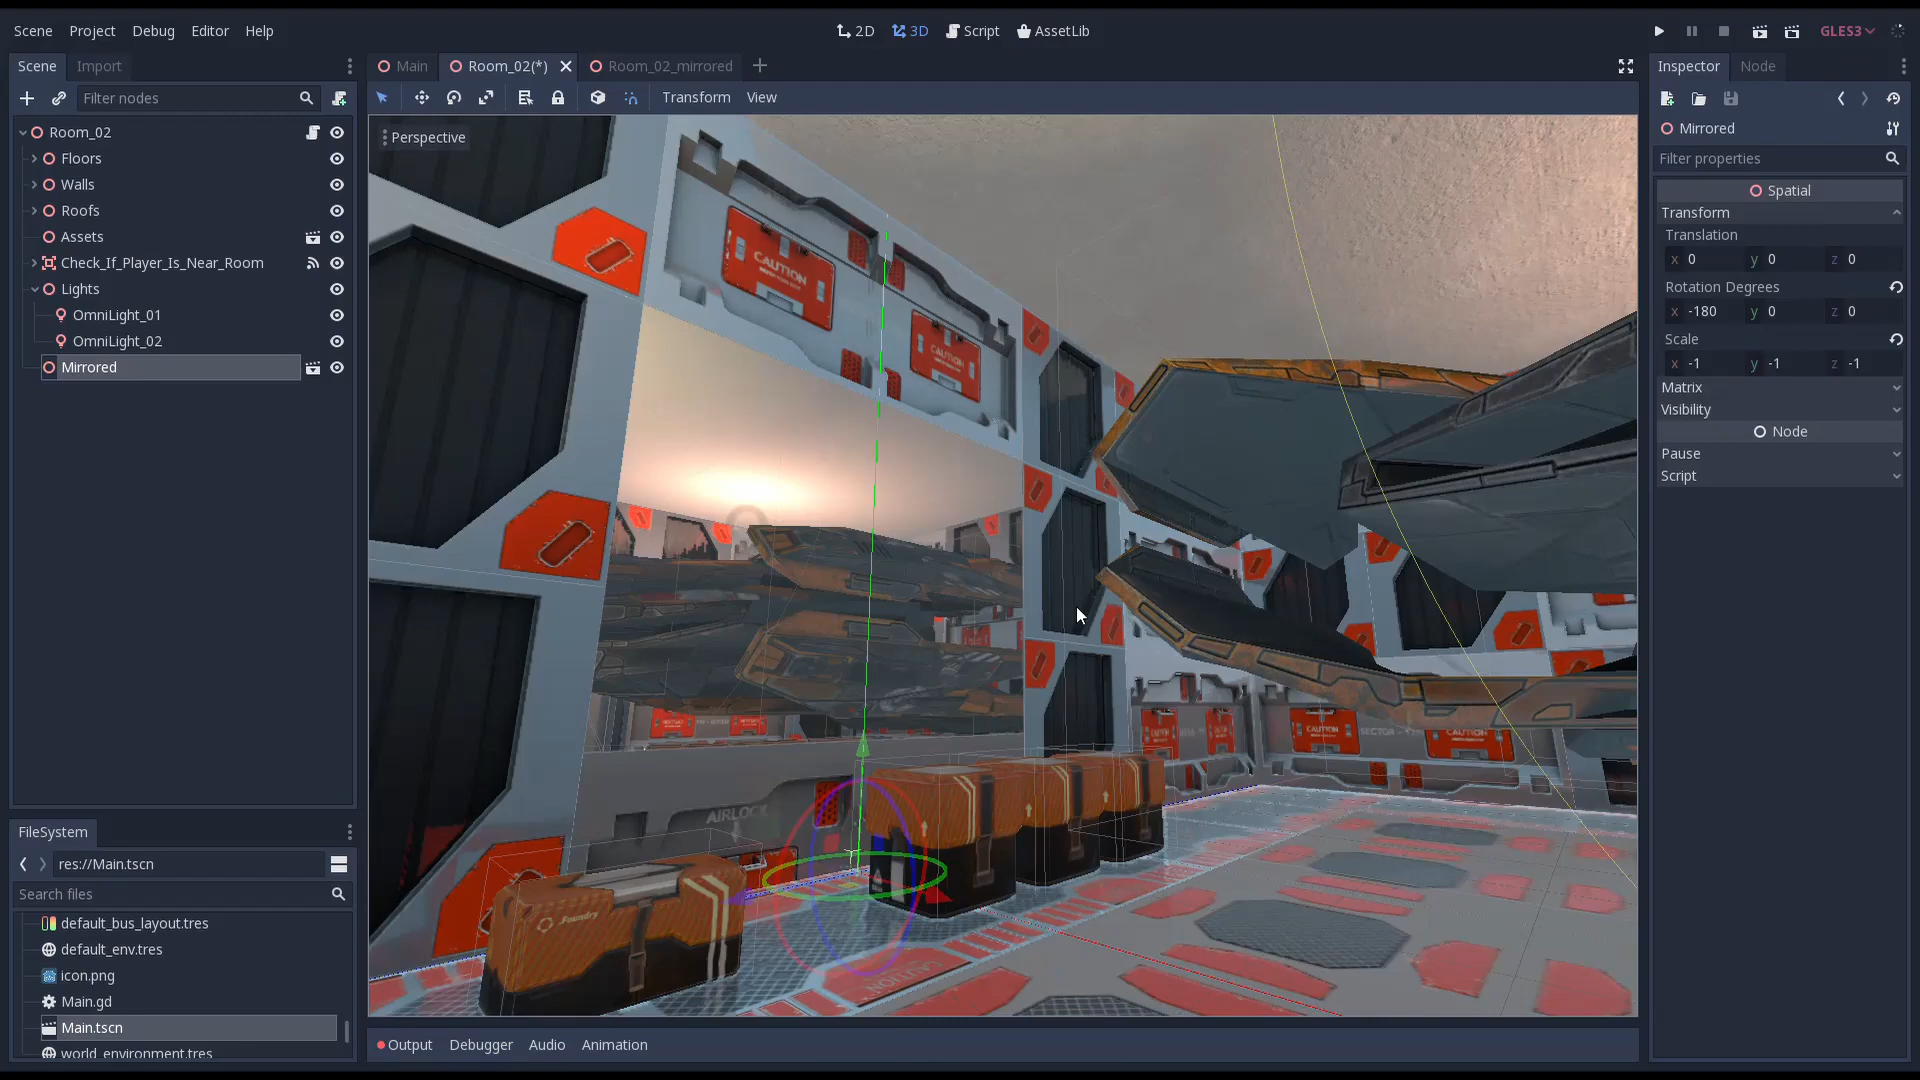 Scene Project Debug Editor Help
2D 3D Script AssetLib
GLES3
Scene Import
Main Room_02(*) Room_02_mirrored
Inspector Node
Filter nodes
Transform View
Room_02
Floors
Walls
Roofs
Assets
Check_If_Player_Is_Near_Room
Lights
OmniLight_01
OmniLight_02
Mirrored
Perspective
CAUTION
CAUTION
AIRLOCK
CAUTION
CAUTION
SECTOR
Foundry
CAUTION
Mirrored
Filter properties
Spatial
Transform
Translation
x 0 y 0 z 0
Rotation Degrees
x -180 y 0 z 0
Scale
x -1 y -1 z -1
Matrix
Visibility
Node
Pause
Script
FileSystem
res://Main.tscn
Search files
default_bus_layout.tres
default_env.tres
icon.png
Main.gd
Main.tscn
world_environment.tres
Output Debugger Audio Animation